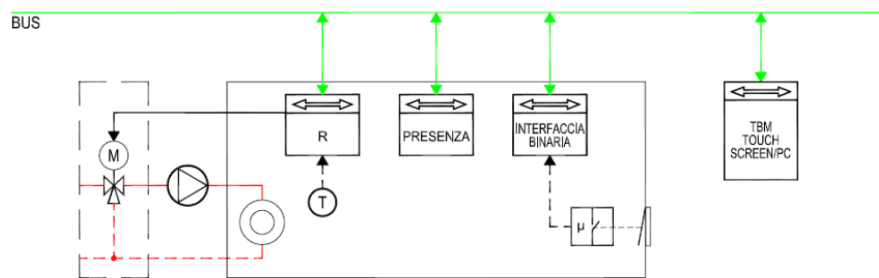 BUS
R
PRESENZA
INTERFACCIA
BINARIA
TBM
TOUCH
SCREEN/PC
M
T
µ